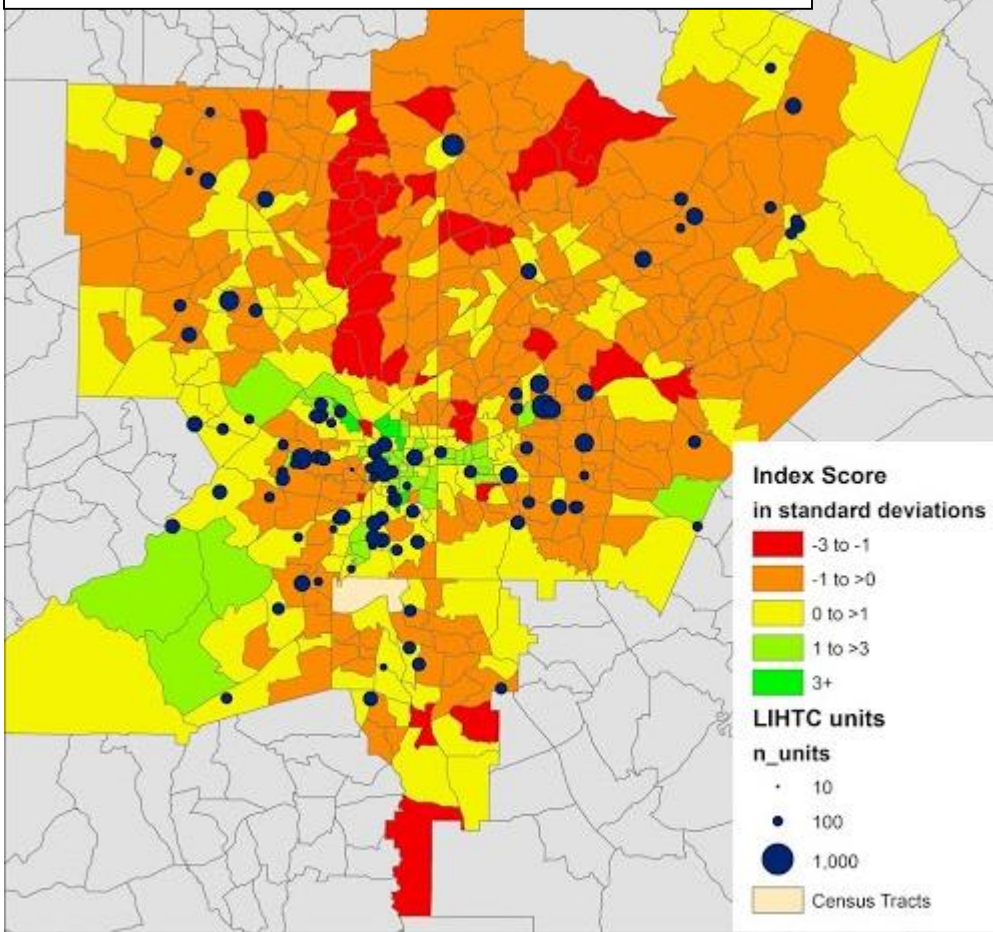 Index Score
in standard deviations
-3 to -1
-1 to >0
0 to >1
1 to >3
3+
LIHTC units
n_units
10
100
1,000
Census Tracts